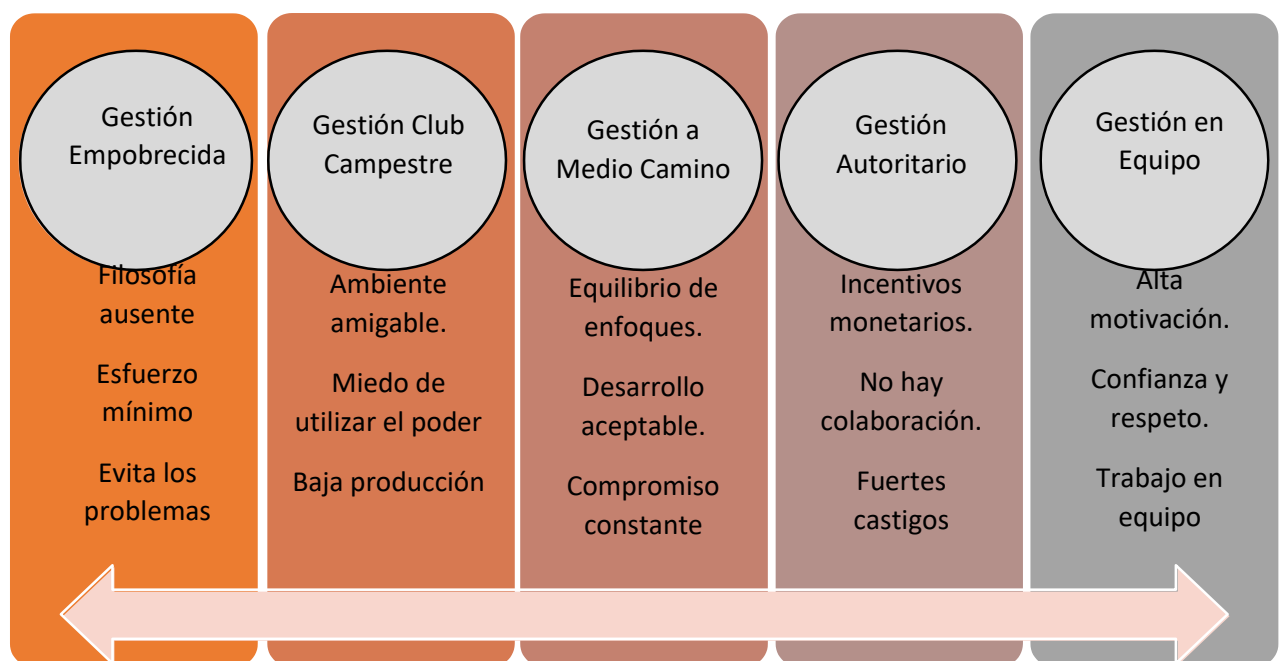 Gestión
Empobrecida
Filosofía
ausente
Esfuerzo
mínimo
Evita los
problemas
Gestión Club
Campestre
Ambiente
amigable.
Miedo de
utilizar el poder
Baja producción
Gestión a
Medio Camino
Equilibrio de
enfoques.
Desarrollo
aceptable.
Compromiso
constante
Gestión
Autoritario
Incentivos
monetarios.
No hay
colaboración.
Fuertes
castigos
Gestión en
Equipo
Alta
motivación.
Confianza y
respeto.
Trabajo en
equipo